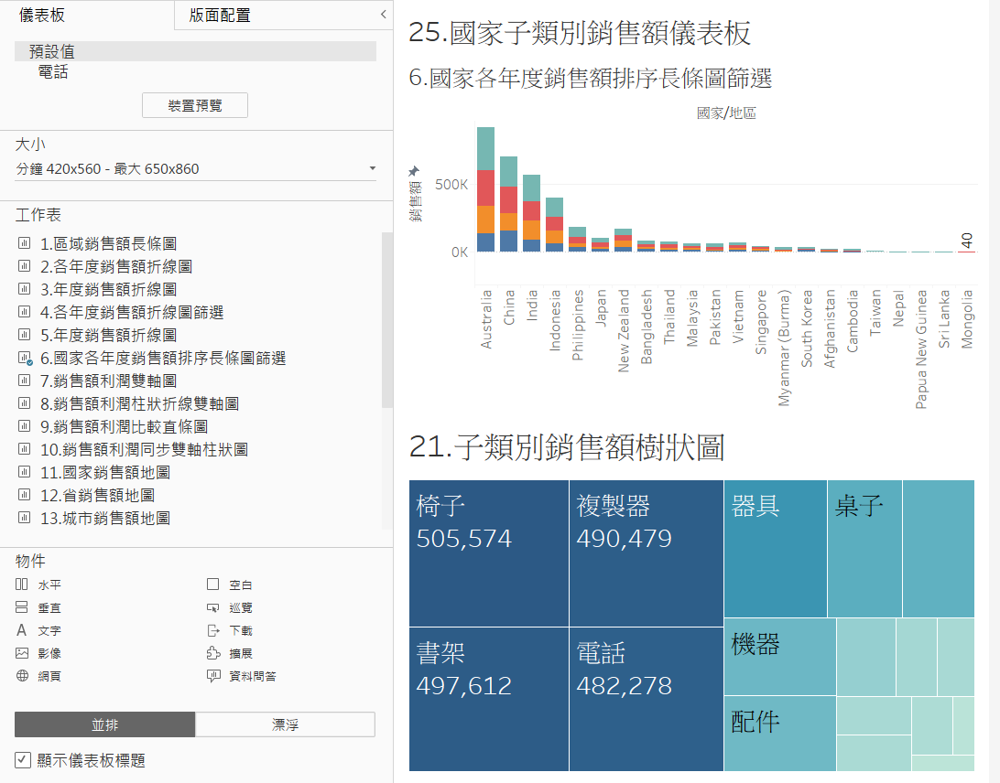 儀表板
版面配置
預設值
電話
裝置預覽
大小
分鐘 420x560 - 最大 650x860
工作表
1.區域銷售額長條圖
2.各年度銷售額折線圖
3.年度銷售額折線圖
4.各年度銷售額折線圖篩選
5.年度銷售額折線圖
6.國家各年度銷售額排序長條圖篩選
7.銷售額利潤雙軸圖
8.銷售額利潤柱狀折線雙軸圖
9.銷售額利潤比較直條圖
10.銷售額利潤同步雙軸柱狀圖
11.國家銷售額地圖
12.省銷售額地圖
13.城市銷售額地圖
物件
水平
空白
垂直
巡覽
文字
下載
影像
擴展
網頁
資料問答
並排
漂浮
顯示儀表板標題
25.國家子類別銷售額儀表板
6.國家各年度銷售額排序長條圖篩選
國家/地區
銷售額
500K
0K
40
Australia
China
India
Indonesia
Philippines
Japan
New Zealand
Bangladesh
Thailand
Malaysia
Pakistan
Vietnam
Singapore
Myanmar (Burma)
South Korea
Afghanistan
Cambodia
Taiwan
Nepal
Papua New Guinea
Sri Lanka
Mongolia
21.子類別銷售額樹狀圖
椅子
505,574
複製器
490,479
器具
桌子
書架
497,612
電話
482,278
機器
配件